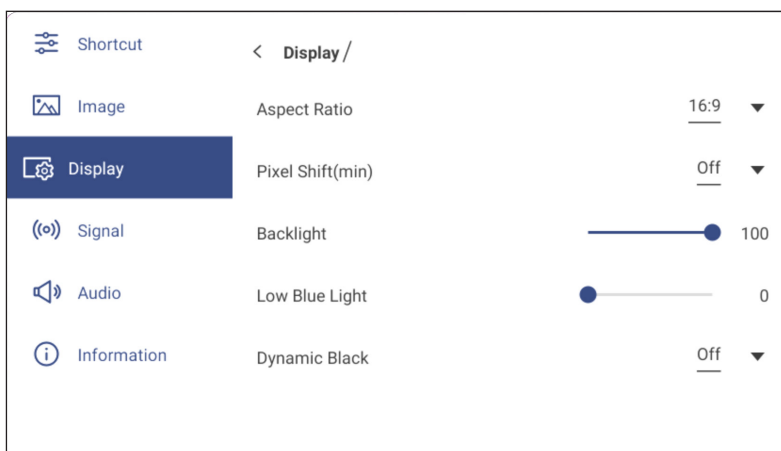 Shortcut
Image
Display
Signal
Audio
Information
< Display/
Aspect Ratio 16:9
Pixel Shift(min) Off
Backlight 100
Low Blue Light 0
Dynamic Black Off